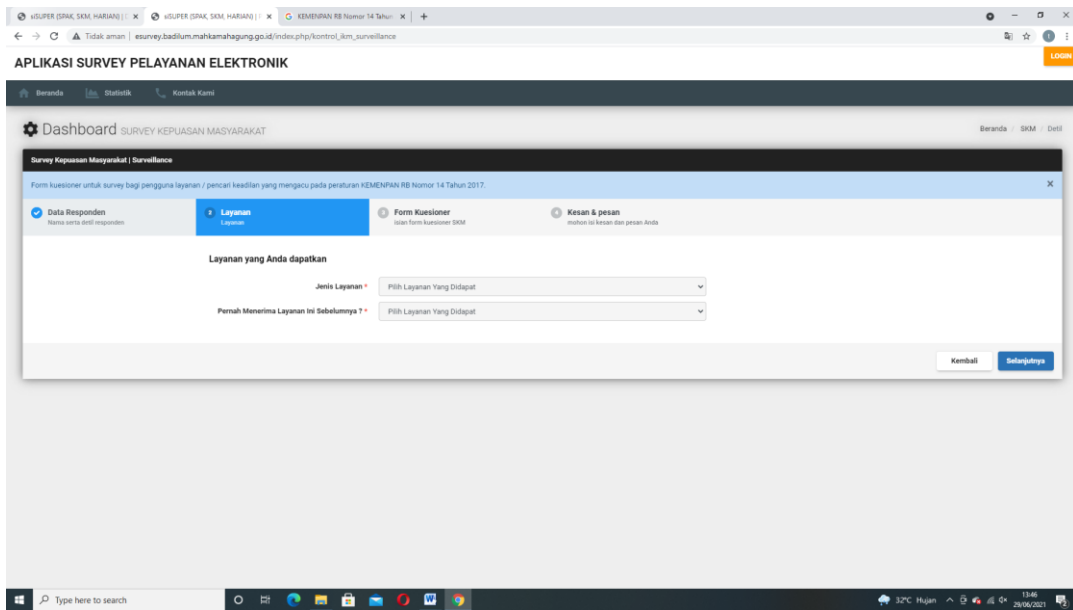 siSUPER (SPAK, SKM, HARIAN) |
siSUPER (SPAK, SKM, HARIAN) |
KEMENPAN RB Nomor 14 Tahun
Tidak aman | esurvey.badilum.mahkamahagung.go.id/index.php/kontrol_ikm_surveillance
LOGIN
APLIKASI SURVEY PELAYANAN ELEKTRONIK
Beranda Statistik Kontak Kami
Dashboard SURVEY KEPUASAN MASYARAKAT
Beranda / SKM / Detil
Survey Kepuasan Masyarakat | Surveillance
Form kuesioner untuk survey bagi pengguna layanan / pencari keadilan yang mengacu pada peraturan KEMENPAN RB Nomor 14 Tahun 2017.
Data Responden
Nama serta detil responden
2 Layanan
Layanan
3 Form Kuesioner
isian form kuesioner SKM
4 Kesan & pesan
mohon isi kesan dan pesan Anda
Layanan yang Anda dapatkan
Jenis Layanan * Pilih Layanan Yang Didapat
Pernah Menerima Layanan Ini Sebelumnya ? * Pilih Layanan Yang Didapat
Kembali Selanjutnya
Type here to search
32°C Hujan
13:46
29/06/2021